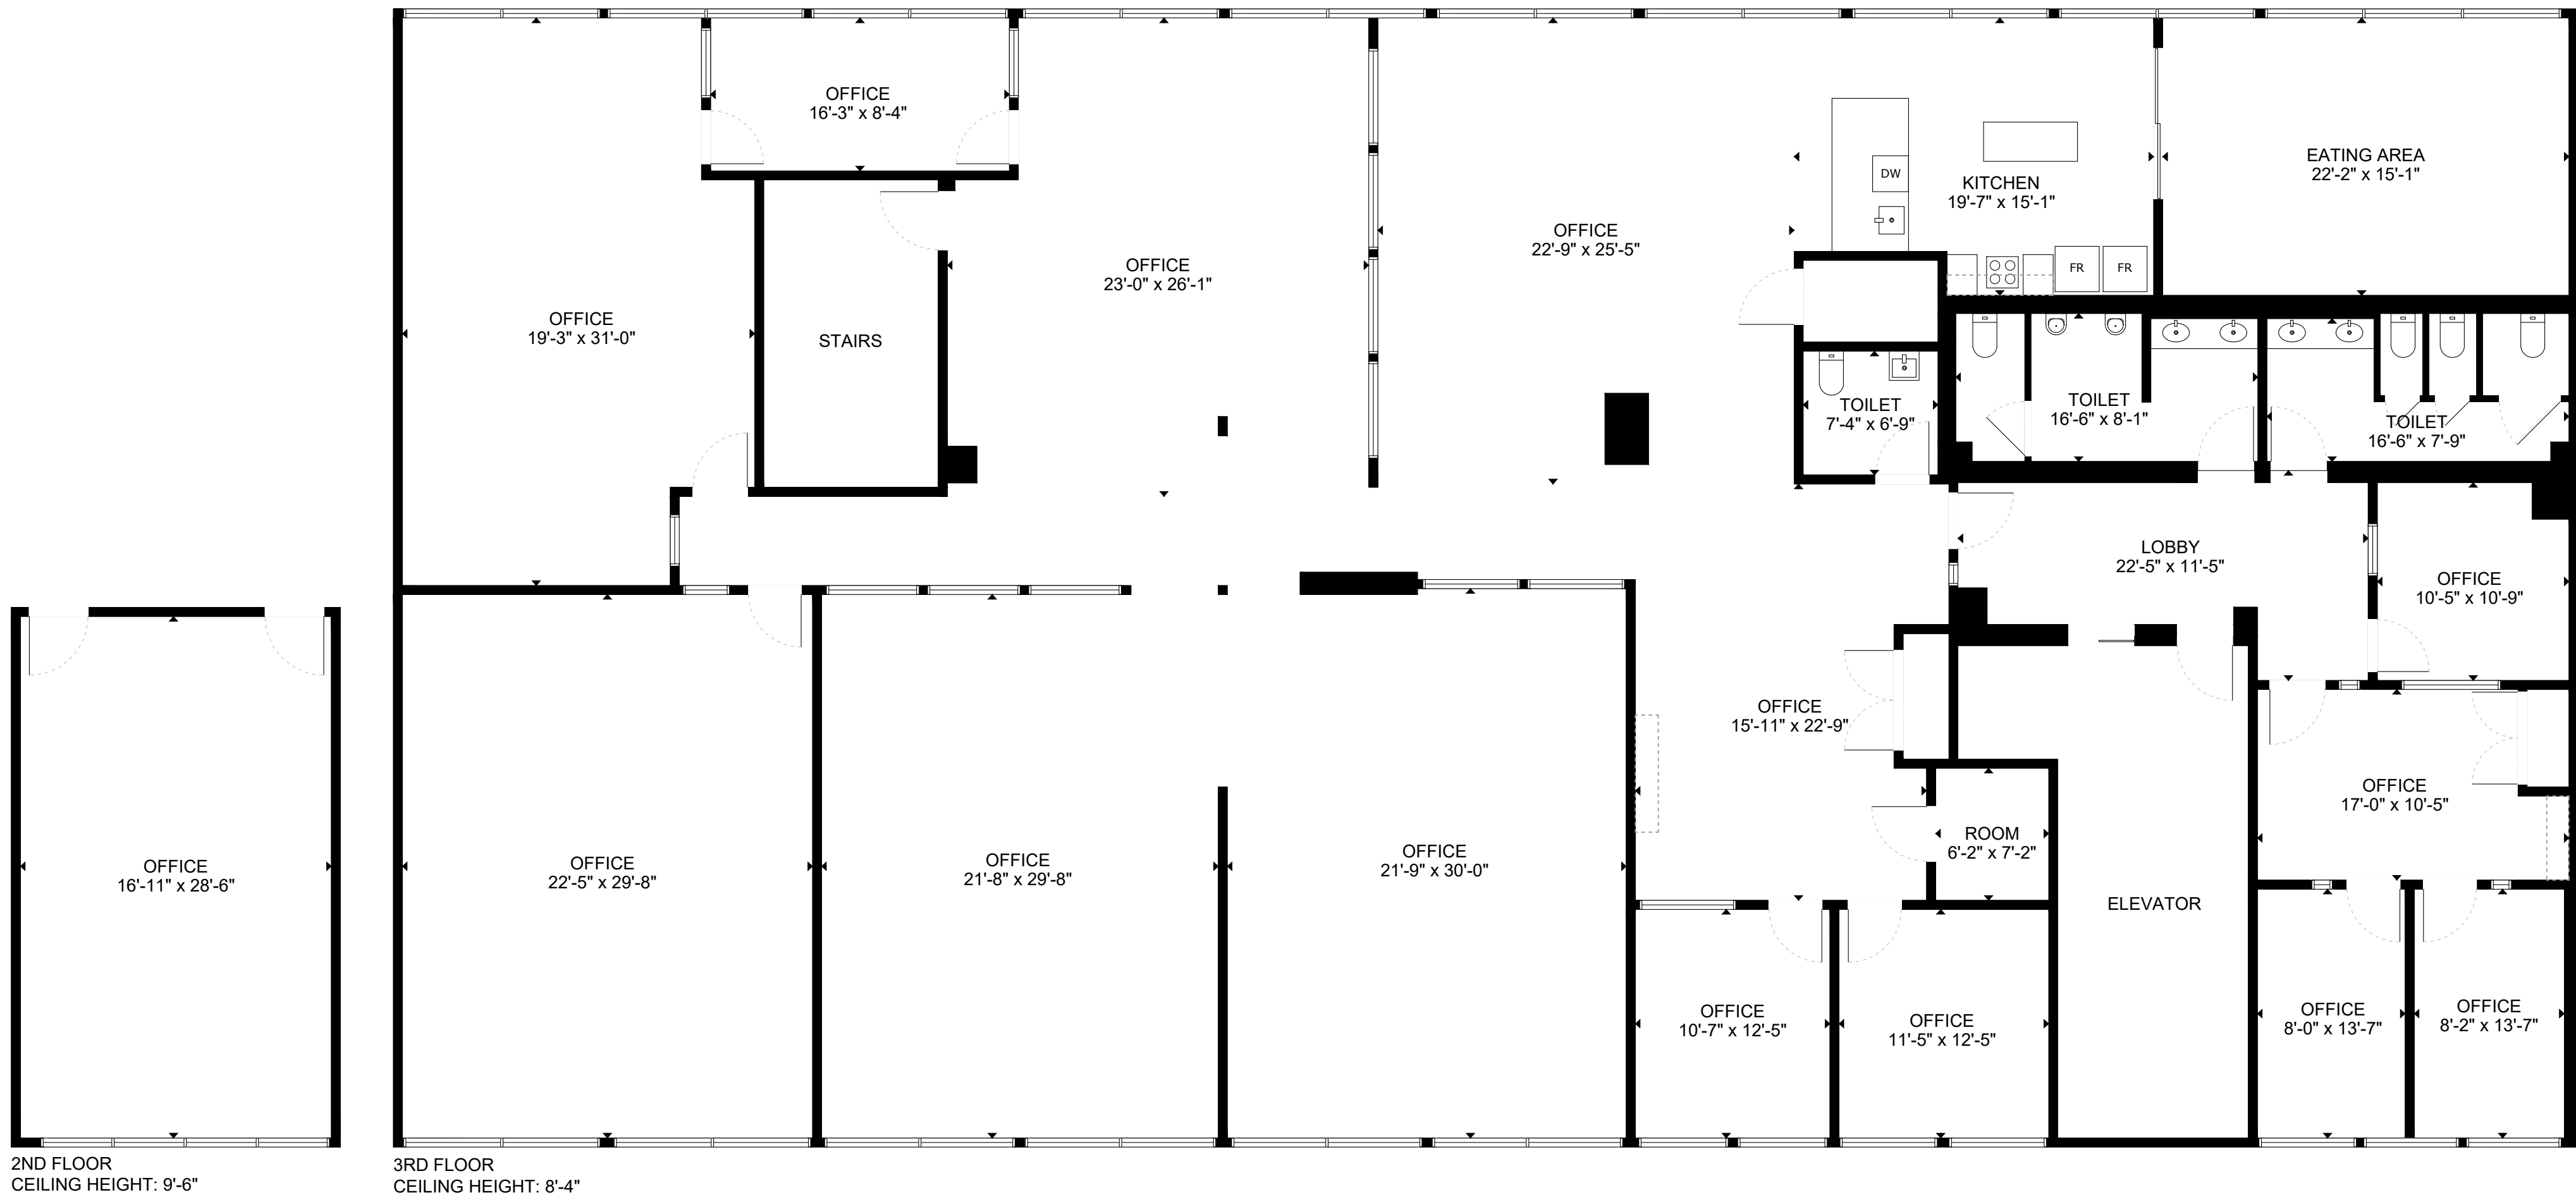 OFFICE
16'-3" x 8'-4"
OFFICE
19'-3" x 31'-0"
STAIRS
OFFICE
23'-0" x 26'-1"
OFFICE
22'-9" x 25'-5"
DW
KITCHEN
19'-7" x 15'-1"
FR
FR
EATING AREA
22'-2" x 15'-1"
TOILET
7'-4" x 6'-9"
TOILET
16'-6" x 8'-1"
TOILET
16'-6" x 7'-9"
LOBBY
22'-5" x 11'-5"
OFFICE
10'-5" x 10'-9"
OFFICE
15'-11" x 22'-9"
OFFICE
17'-0" x 10'-5"
ROOM
6'-2" x 7'-2"
ELEVATOR
OFFICE
16'-11" x 28'-6"
OFFICE
22'-5" x 29'-8"
OFFICE
21'-8" x 29'-8"
OFFICE
21'-9" x 30'-0"
OFFICE
10'-7" x 12'-5"
OFFICE
11'-5" x 12'-5"
OFFICE
8'-0" x 13'-7"
OFFICE
8'-2" x 13'-7"
2ND FLOOR
CEILING HEIGHT: 9'-6"
3RD FLOOR
CEILING HEIGHT: 8'-4"